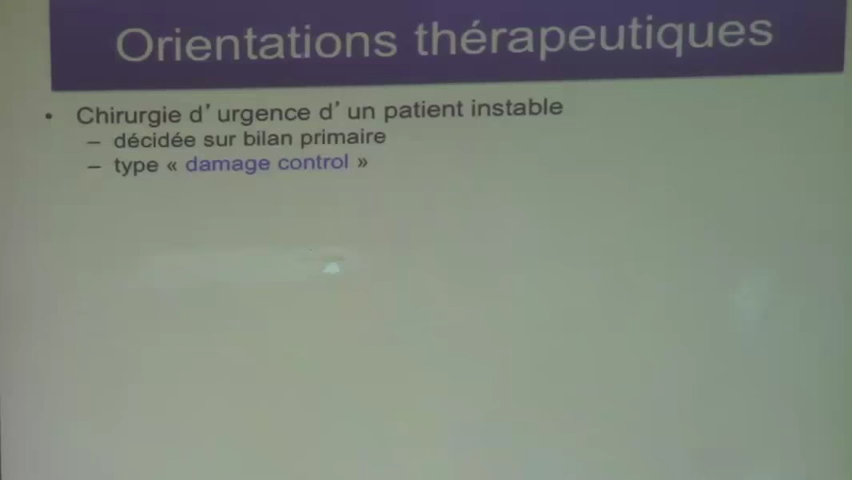 Orientations thérapeutiques
• Chirurgie d’ urgence d’ un patient instable
– décidée sur bilan primaire
– type « damage control »